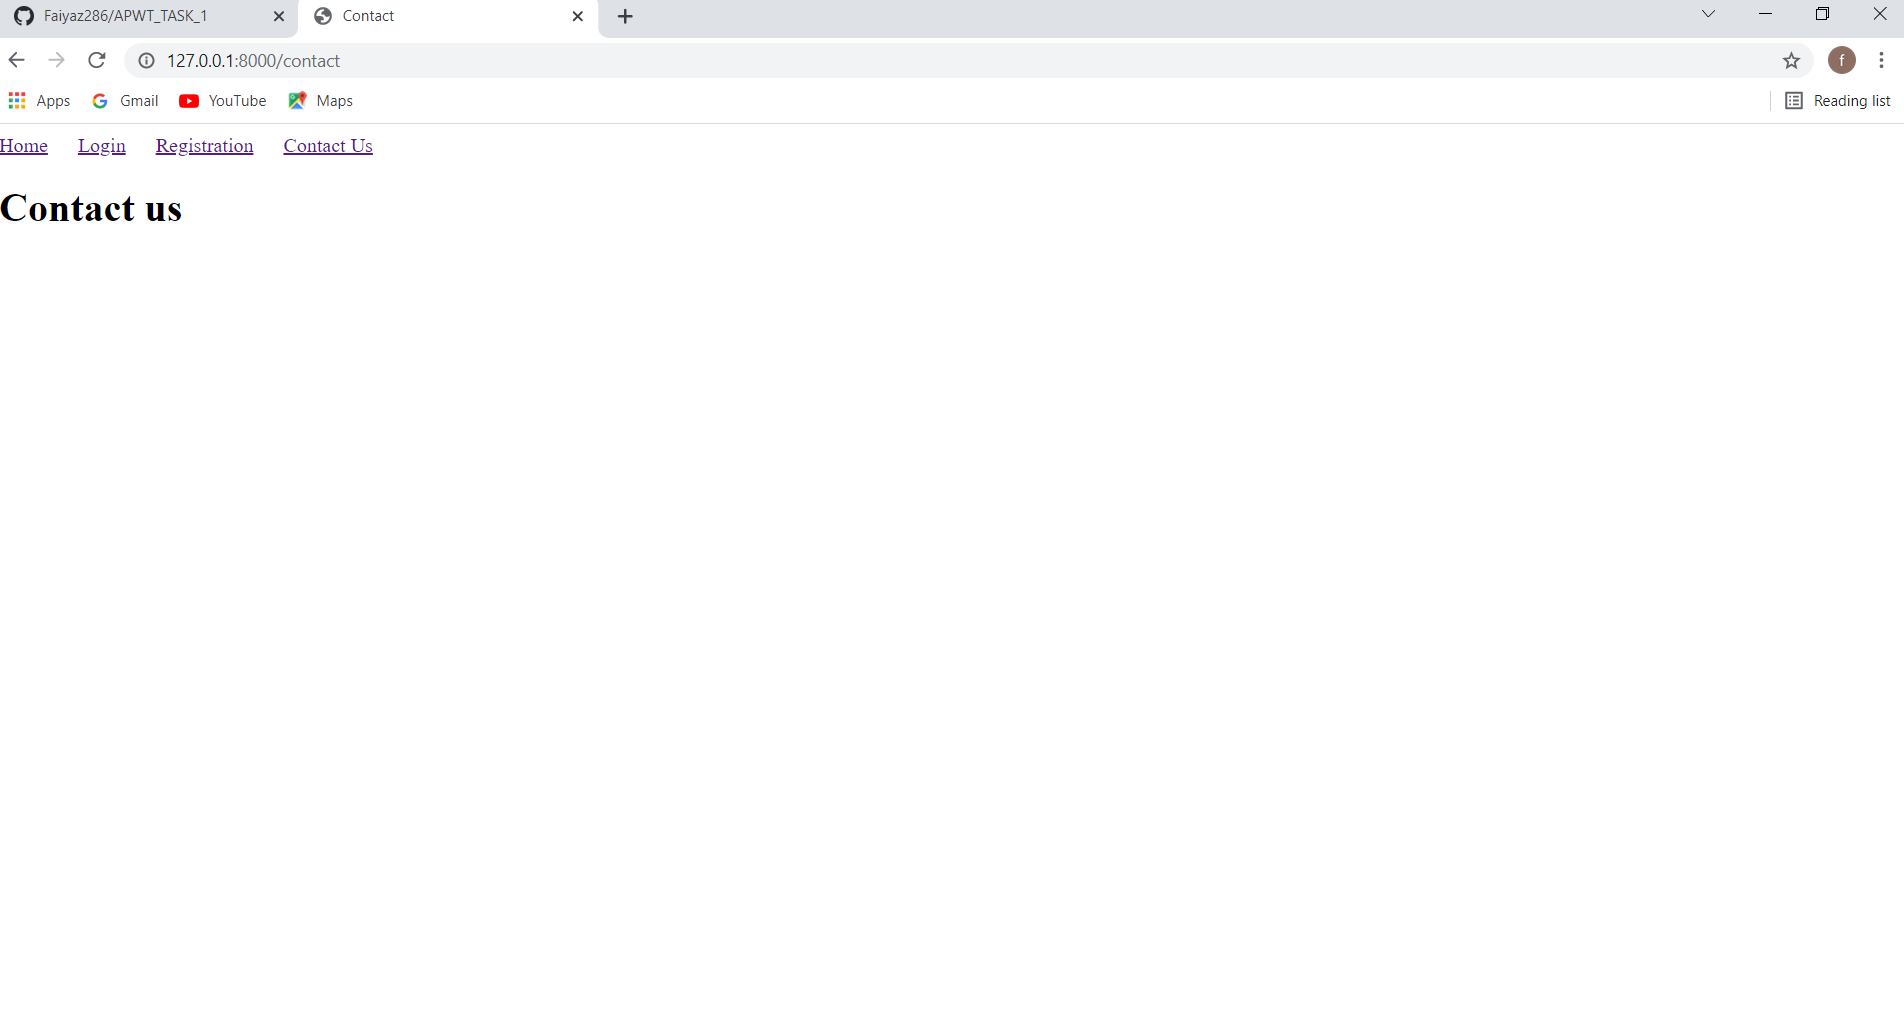 Faiyaz286/APWT_TASK_1 Contact
127.0.0.1:8000/contact f
Apps Gmail YouTube Maps Reading list
Home Login Registration Contact Us
Contact us